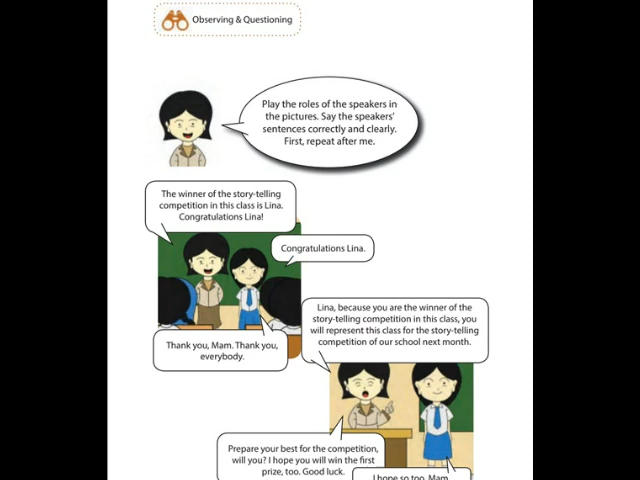 Observing & Questioning
Play the roles of the speakers in
the pictures. Say the speakers'
sentences correctly and clearly.
First, repeat after me.
The winner of the story-telling
competition in this class is Lina.
Congratulations Lina!
Congratulations Lina.
Thank you, Mam. Thank you,
everybody.
Lina, because you are the winner of the
story-telling competition in this class, you
will represent this class for the story-telling
competition of our school next month.
Prepare your best for the competition,
will you? I hope you will win the first
prize, too. Good luck.
I hope so too, Mam.